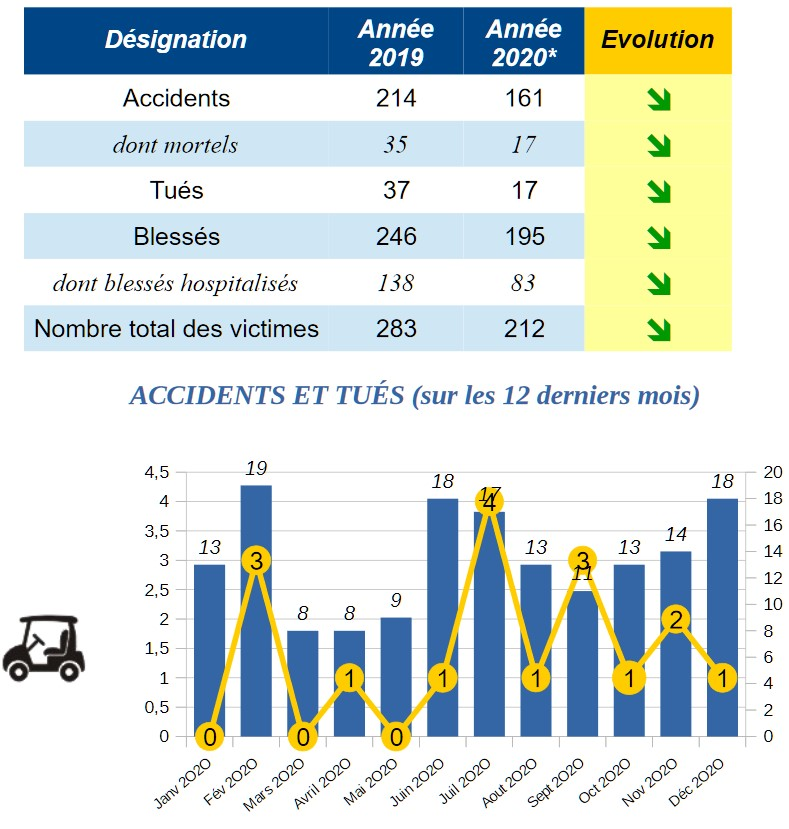 Désignation Année 2019 Année 2020* Evolution
Accidents 214 161
dont mortels 35 17
Tués 37 17
Blessés 246 195
dont blessés hospitalisés 138 83
Nombre total des victimes 283 212
ACCIDENTS ET TUÉS (sur les 12 derniers mois)
4,5 19 20
4 18 17 4 18 18
3,5 16
3 13 3 13 3 13 14 14
2,5 11 12
2 8 8 9 2 10
1,5 8
1 1 1 1 1 1 6
0,5 4
0 0 0 0 2
0
Janv 2020 Fév 2020 Mars 2020 Avril 2020 Mai 2020 Juin 2020 Juil 2020 Aout 2020 Sept 2020 Oct 2020 Nov 2020 Déc 2020